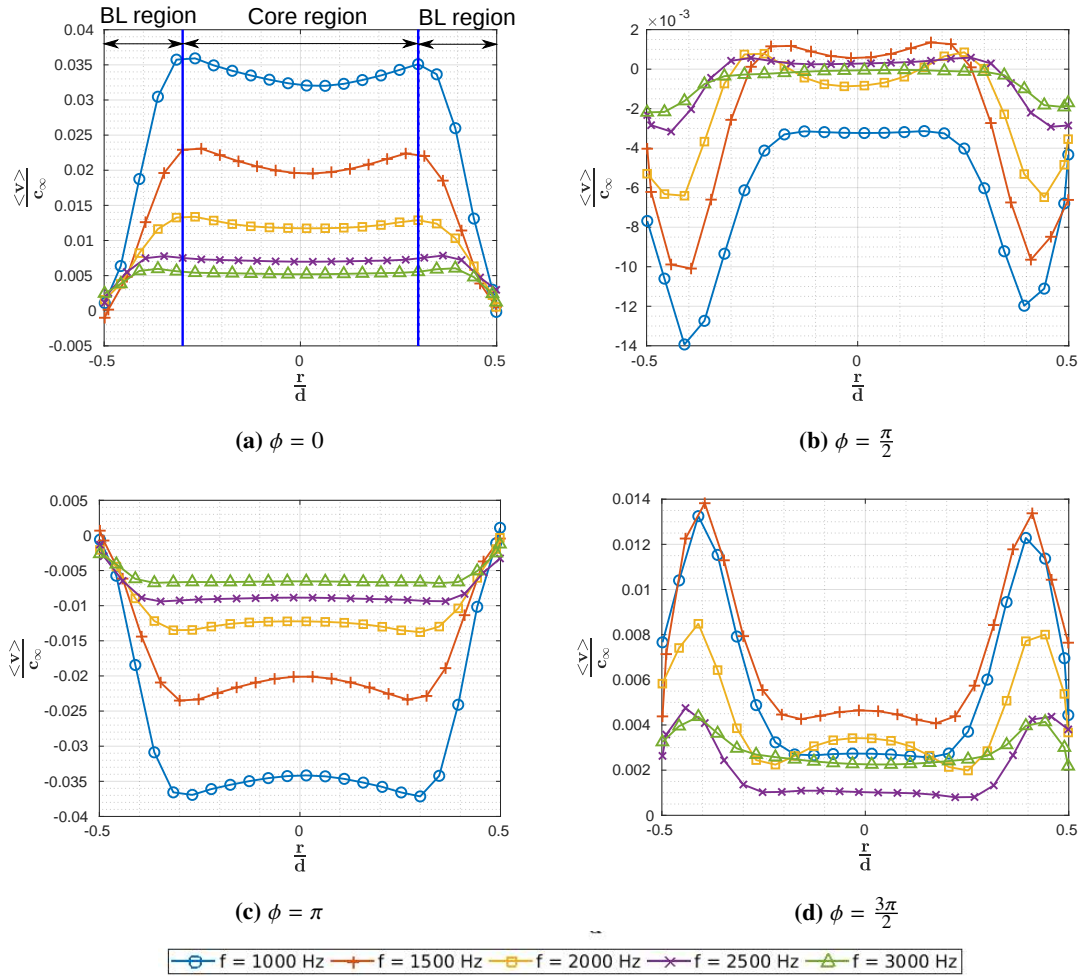 BL region Core region BL region
0.04
0.035
0.03
0.025
0.02
0.015
0.01
0.005
0
-0.005
-0.5 0 0.5
<v>/c∞
r/d
(a) ϕ = 0
×10⁻³
2
0
-2
-4
-6
-8
-10
-12
-14
-0.5 0 0.5
<v>/c∞
r/d
(b) ϕ = π/2
0.005
0
-0.005
-0.01
-0.015
-0.02
-0.025
-0.03
-0.035
-0.04
-0.5 0 0.5
<v>/c∞
r/d
(c) ϕ = π
0.014
0.012
0.01
0.008
0.006
0.004
0.002
0
-0.5 0 0.5
<v>/c∞
r/d
(d) ϕ = 3π/2
f = 1000 Hz f = 1500 Hz f = 2000 Hz f = 2500 Hz f = 3000 Hz